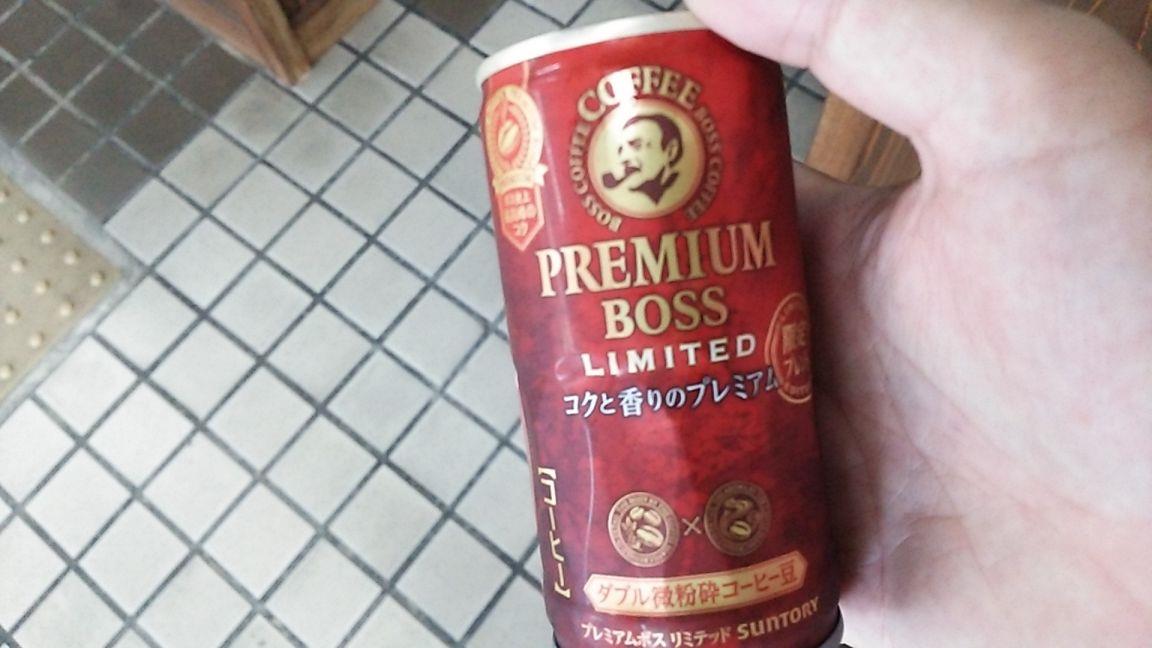 COFFEE
BOSS COFFEE
BOSS COFFEE
PREMIUM
BOSS
LIMITED
コクと香りのプレミアム
限定
【コーヒー】
×
ダブル微粉砕コーヒー豆
プレミアムボス リミテッド SUNTORY